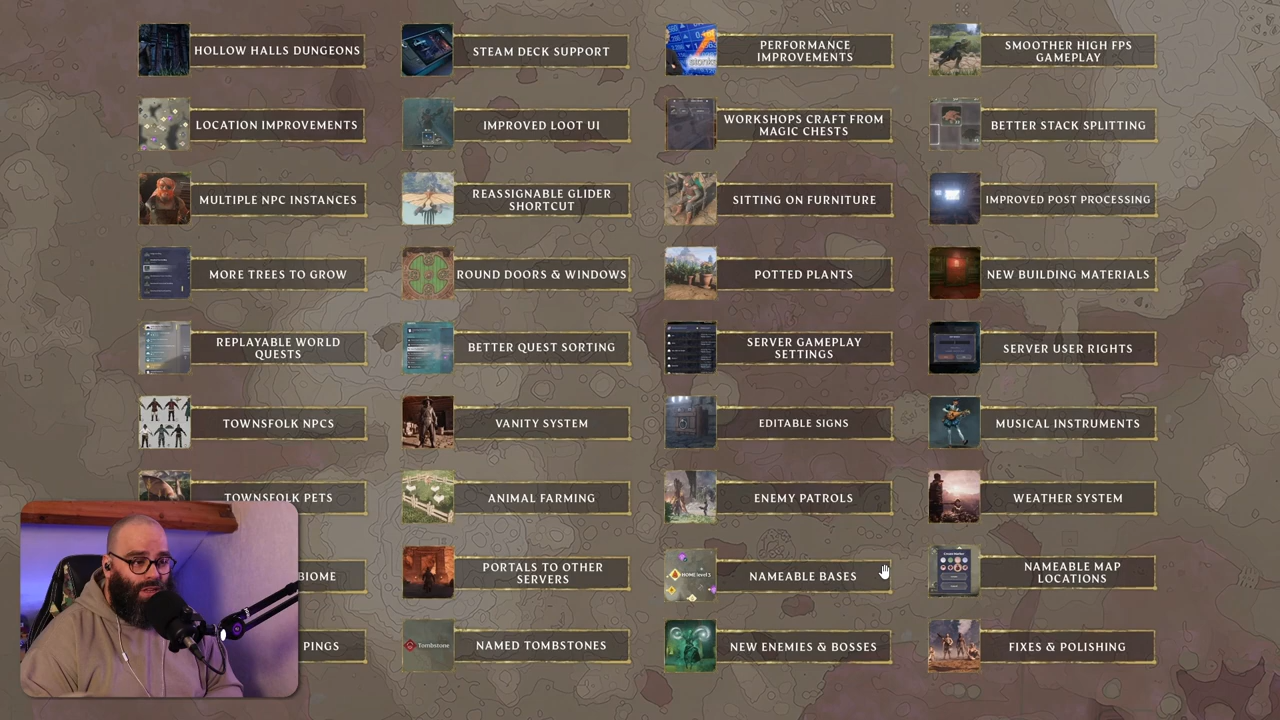 HOLLOW HALLS DUNGEONS
STEAM DECK SUPPORT
PERFORMANCE
IMPROVEMENTS
SMOOTHER HIGH FPS
GAMEPLAY
LOCATION IMPROVEMENTS
IMPROVED LOOT UI
WORKSHOPS CRAFT FROM
MAGIC CHESTS
BETTER STACK SPLITTING
MULTIPLE NPC INSTANCES
REASSIGNABLE GLIDER
SHORTCUT
SITTING ON FURNITURE
IMPROVED POST PROCESSING
MORE TREES TO GROW
ROUND DOORS & WINDOWS
POTTED PLANTS
NEW BUILDING MATERIALS
REPLAYABLE WORLD
QUESTS
BETTER QUEST SORTING
SERVER GAMEPLAY
SETTINGS
SERVER USER RIGHTS
TOWNSFOLK NPCS
VANITY SYSTEM
EDITABLE SIGNS
MUSICAL INSTRUMENTS
TOWNSFOLK PETS
ANIMAL FARMING
ENEMY PATROLS
WEATHER SYSTEM
BIOME
PORTALS TO OTHER
SERVERS
HOME level 3
NAMEABLE BASES
NAMEABLE MAP
LOCATIONS
PINGS
Tombstone
NAMED TOMBSTONES
NEW ENEMIES & BOSSES
FIXES & POLISHING